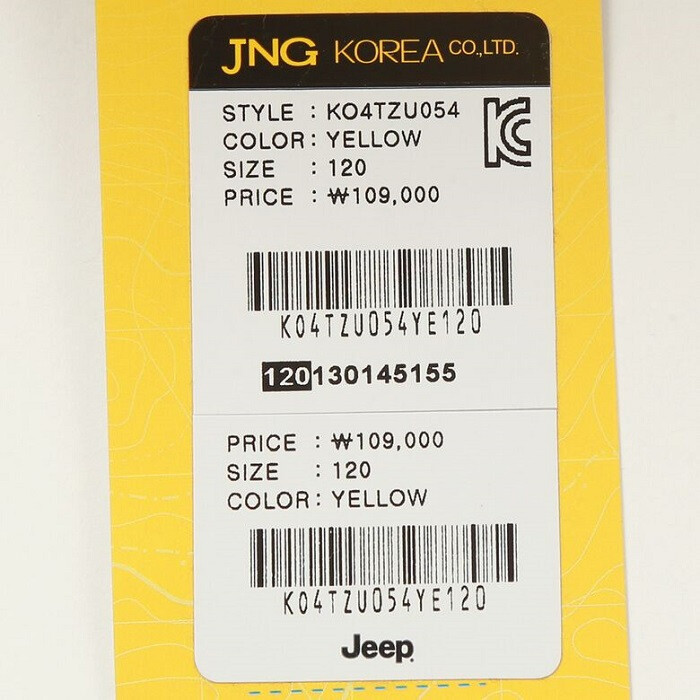 JNG KOREA CO.,LTD.
STYLE : KO4TZU054
COLOR: YELLOW
SIZE : 120
PRICE : ₩109,000
KC
K04TZU054YE120
120130145155
PRICE : ₩109,000
SIZE : 120
COLOR: YELLOW
K04TZU054YE120
Jeep